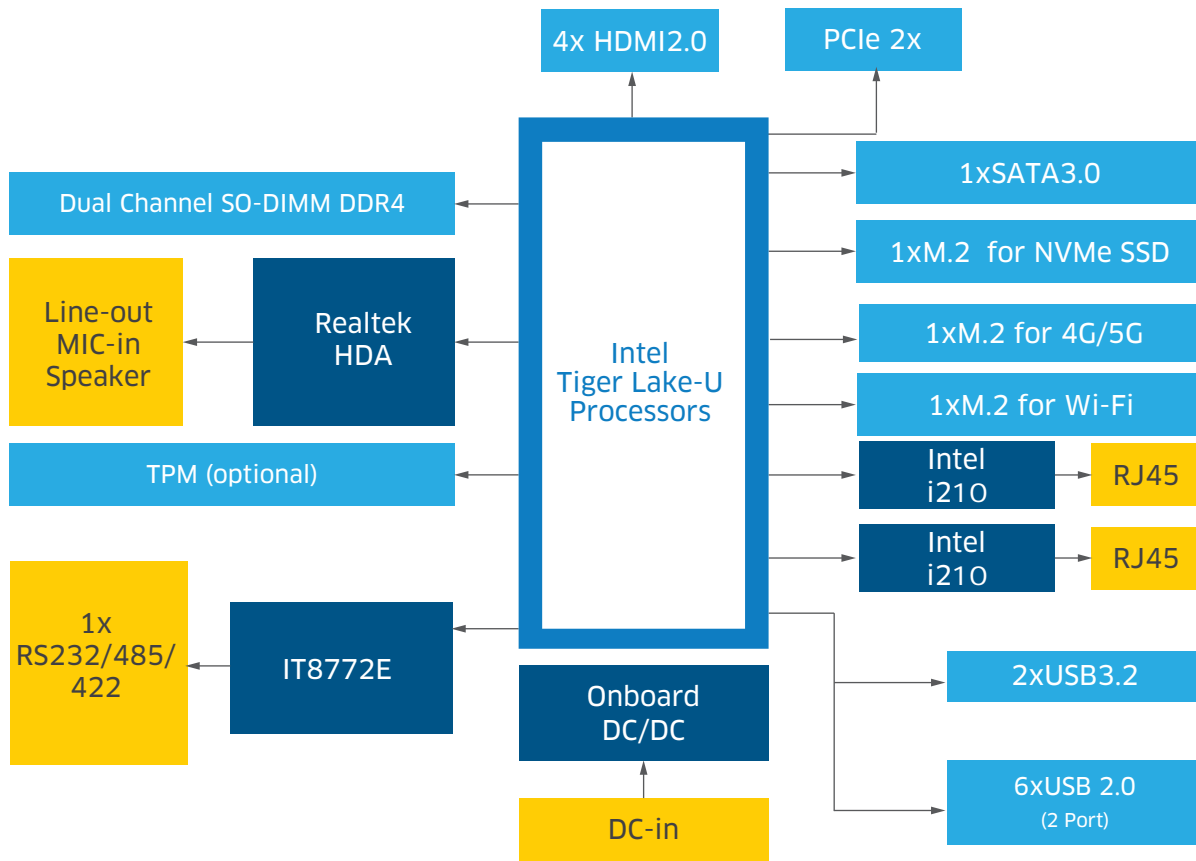 4x HDMI2.0
PCIe 2x
Dual Channel SO-DIMM DDR4
Line-out
MIC-in
Speaker
Realtek
HDA
TPM (optional)
1x
RS232/485/
422
IT8772E
Intel
Tiger Lake-U
Processors
Onboard
DC/DC
DC-in
1xSATA3.0
1xM.2  for NVMe SSD
1xM.2 for 4G/5G
1xM.2 for Wi-Fi
Intel
i210
RJ45
Intel
i210
RJ45
2xUSB3.2
6xUSB 2.0
(2 Port)